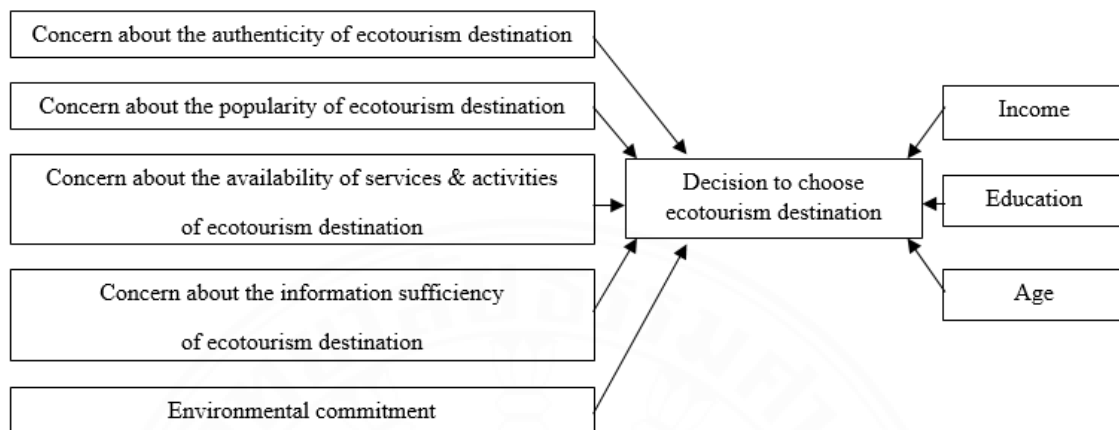 Concern about the authenticity of ecotourism destination
Concern about the popularity of ecotourism destination
Concern about the availability of services & activities
of ecotourism destination
Concern about the information sufficiency
of ecotourism destination
Environmental commitment
Decision to choose
ecotourism destination
Income
Education
Age